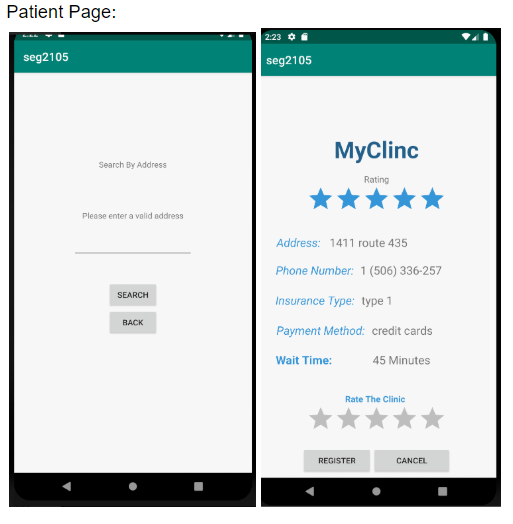 Patient Page:
2:22
seg2105
Search By Address
Please enter a valid address
SEARCH
BACK
2:23
seg2105
MyClinc
Rating
Address: 1411 route 435
Phone Number: 1 (506) 336-257
Insurance Type: type 1
Payment Method: credit cards
Wait Time: 45 Minutes
Rate The Clinic
REGISTER CANCEL